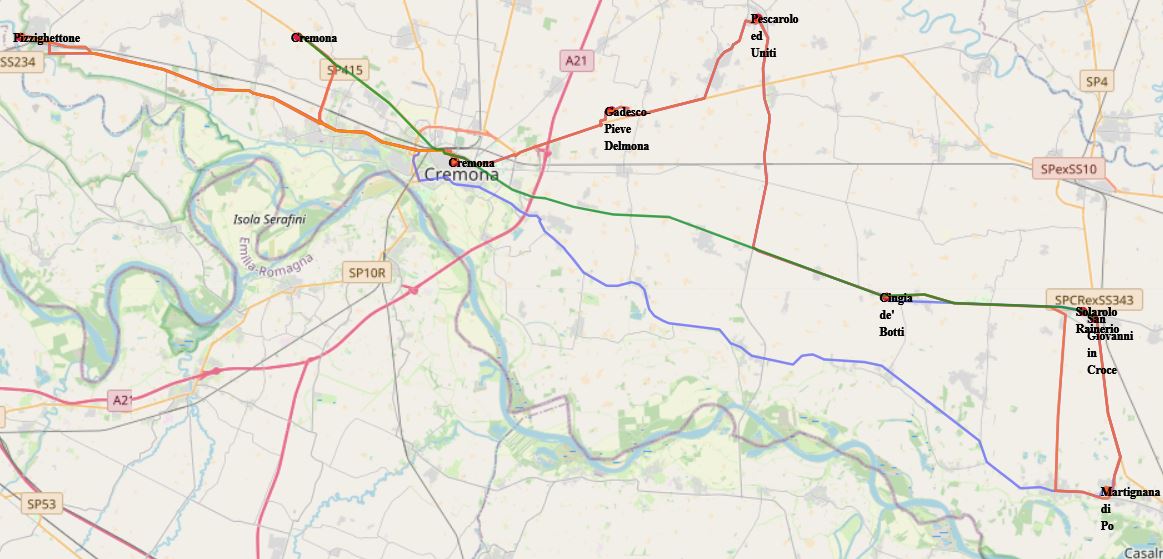 Pizzighettone
Cremona
Pescarolo
ed
Uniti
SS234
SP415
A21
SP4
Gadesco-
Pieve
Delmona
Cremona
Cremona
SPexSS10
Isola Serafini
Emilia-Romagna
SP10R
Cingia
de'
Botti
SPCRexSS343
Solarolo
Rainerio
San
Giovanni
in
Croce
A21
SP53
Martignana
di
Po
Casalm